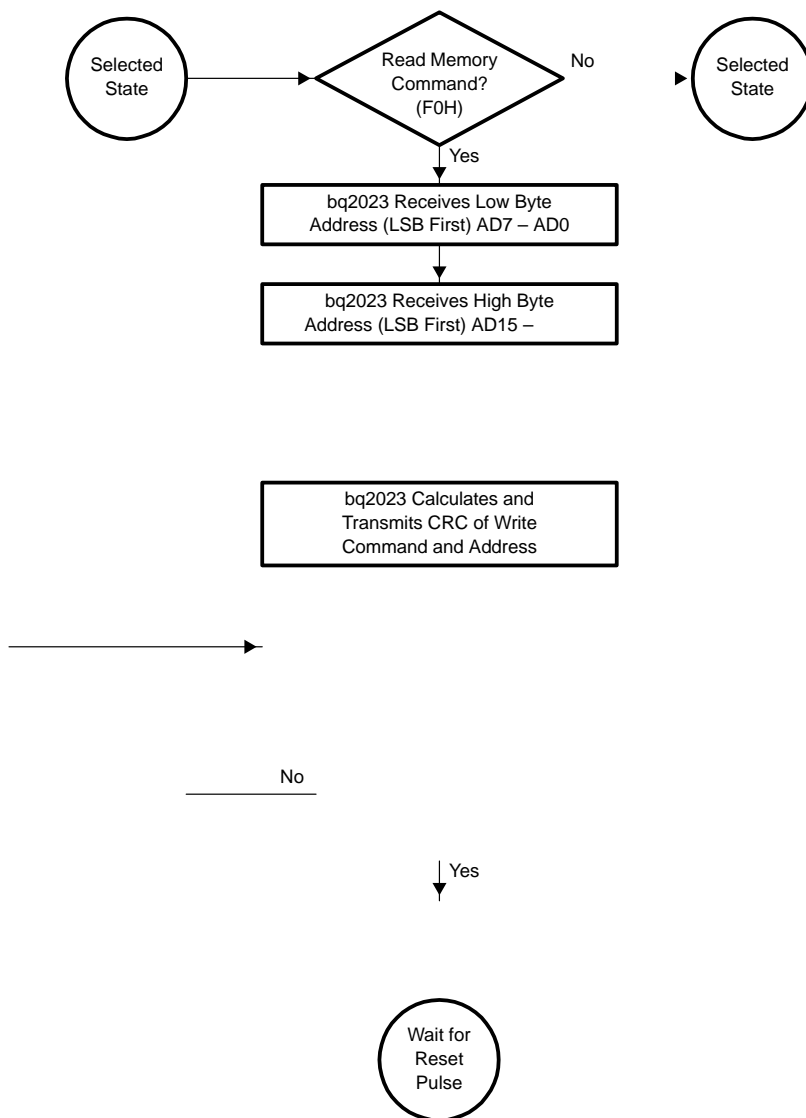 Selected
State
Read Memory
Command?
(F0H)
No
Selected
State
Yes
bq2023 Receives Low Byte
Address (LSB First) AD7 – AD0
bq2023 Receives High Byte
Address (LSB First) AD15 –
bq2023 Calculates and
Transmits CRC of Write
Command and Address
No
Yes
Wait for
Reset
Pulse